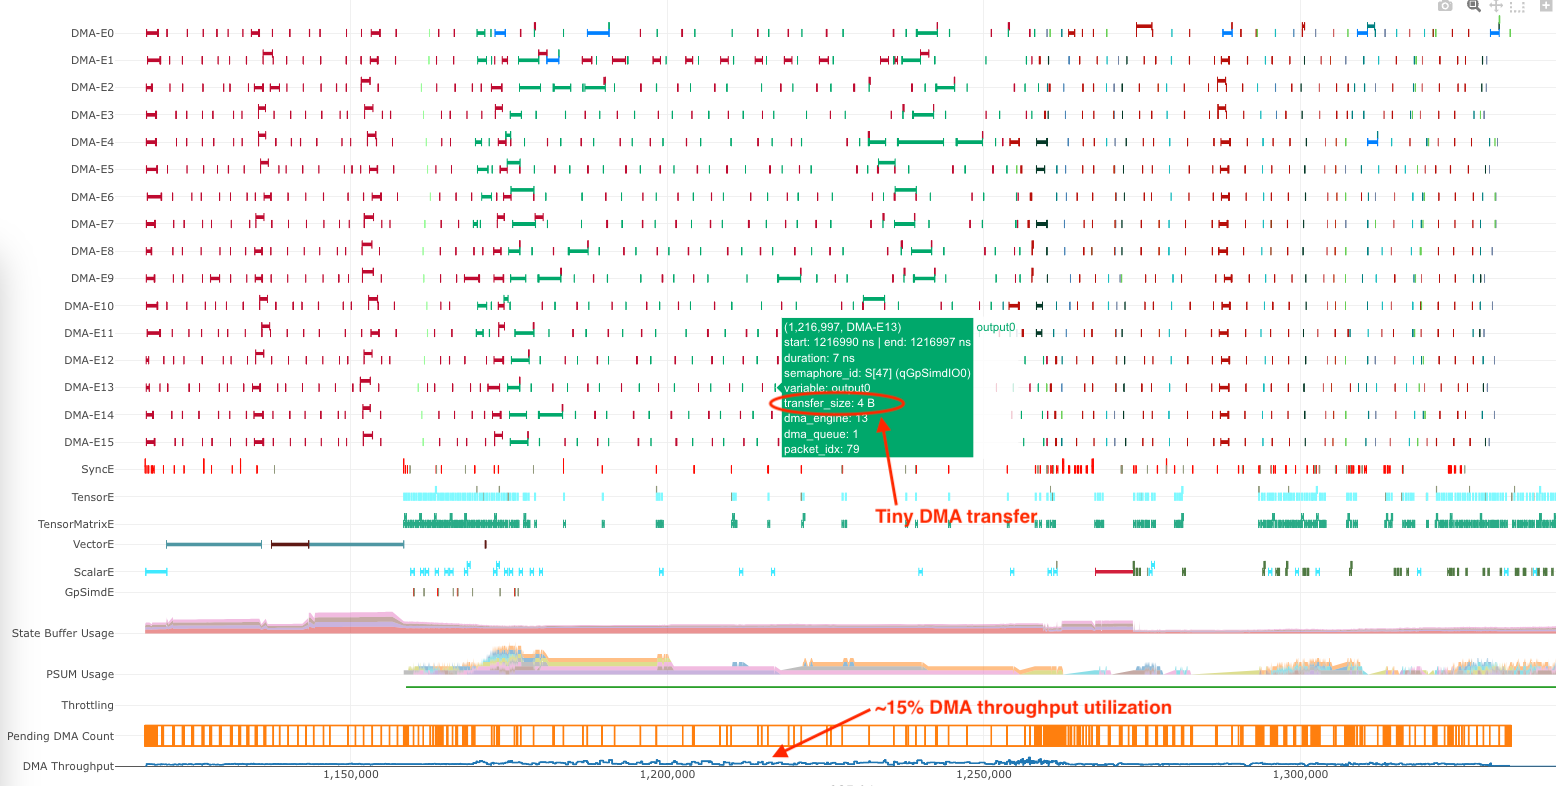 DMA-E0
DMA-E1
DMA-E2
DMA-E3
DMA-E4
DMA-E5
DMA-E6
DMA-E7
DMA-E8
DMA-E9
DMA-E10
DMA-E11
(1,216,997, DMA-E13)
output0
start: 1216990 ns | end: 1216997 ns
duration: 7 ns
DMA-E12
semaphore_id: S[47] (qGpSimdIO0)
DMA-E13
variable: output0
transfer_size: 4 B
DMA-E14
dma_engine: 13
dma_queue: 1
DMA-E15
packet_idx: 79
SyncE
TensorE
Tiny DMA transfer
TensorMatrixE
VectorE
ScalarE
GpSimdE
State Buffer Usage
PSUM Usage
Throttling
~15% DMA throughput utilization
Pending DMA Count
DMA Throughput
1,150,000
1,200,000
1,250,000
1,300,000